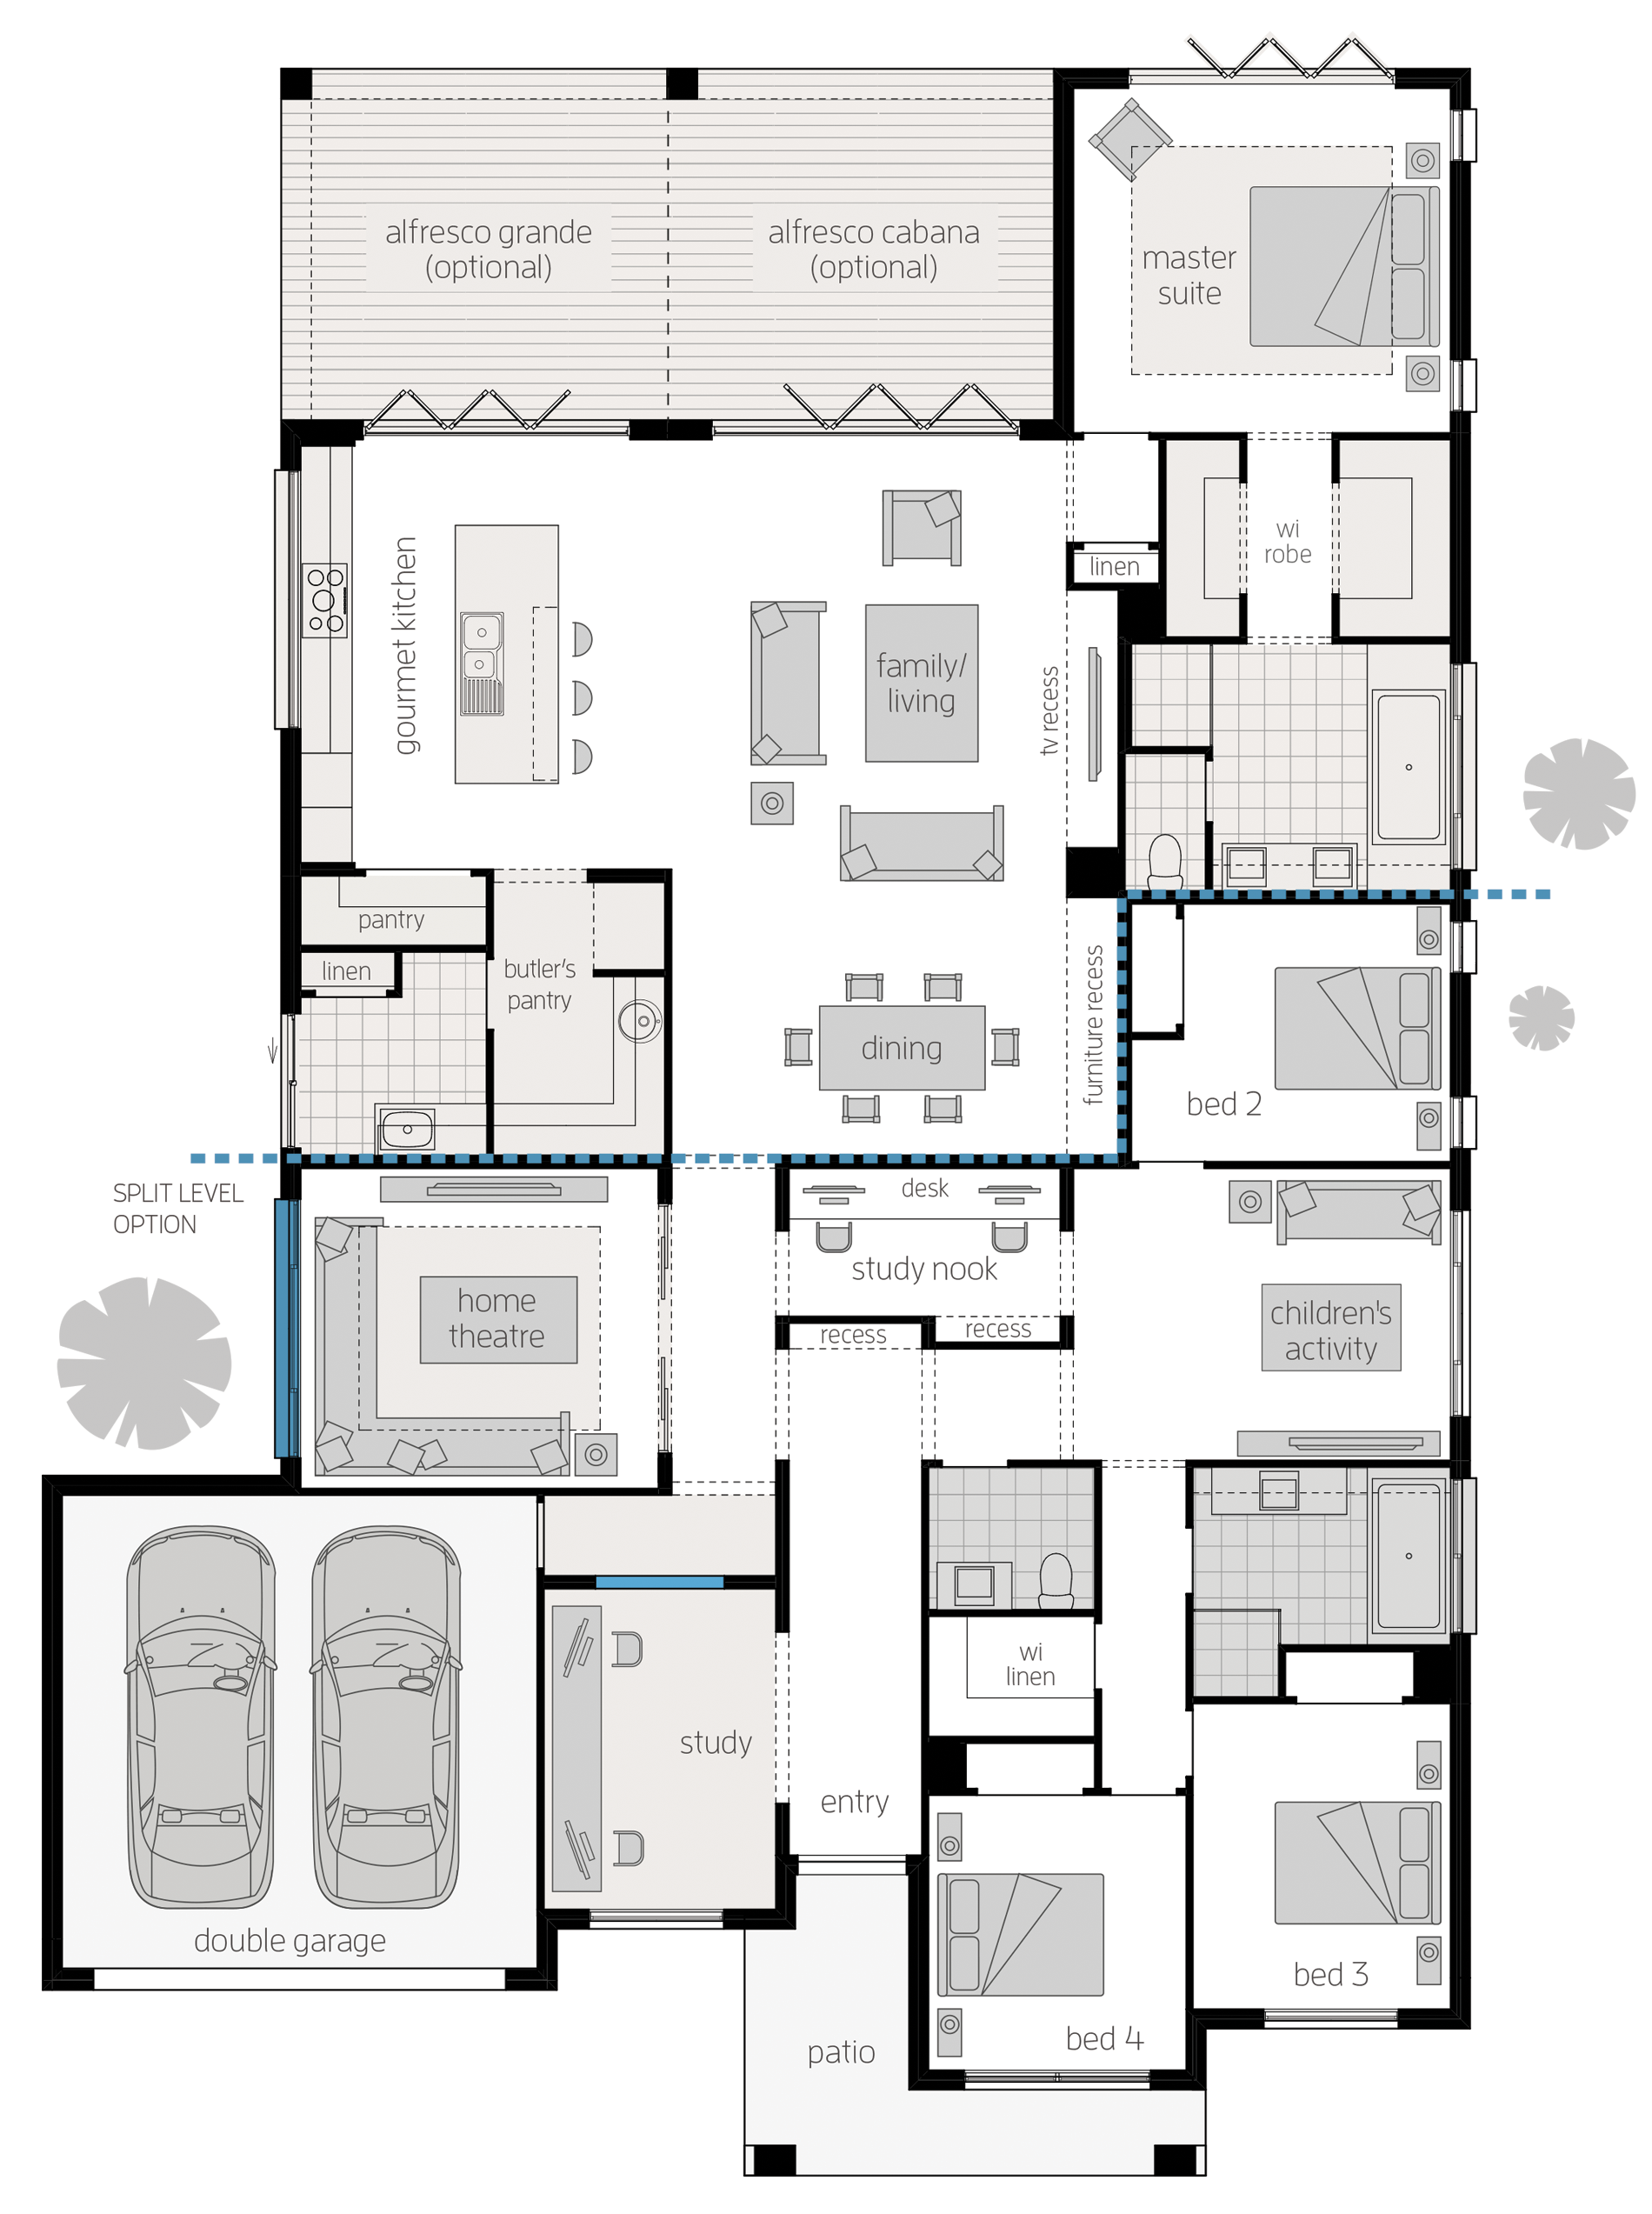 alfresco grande
(optional)
alfresco cabana
(optional)
master
suite
gourmet kitchen
family/
living
tv recess
linen
wi
robe
pantry
linen
butler's
pantry
dining
furniture recess
bed 2
SPLIT LEVEL
OPTION
desk
study nook
home
theatre
recess
recess
children's
activity
wi
linen
study
entry
double garage
bed 3
bed 4
patio